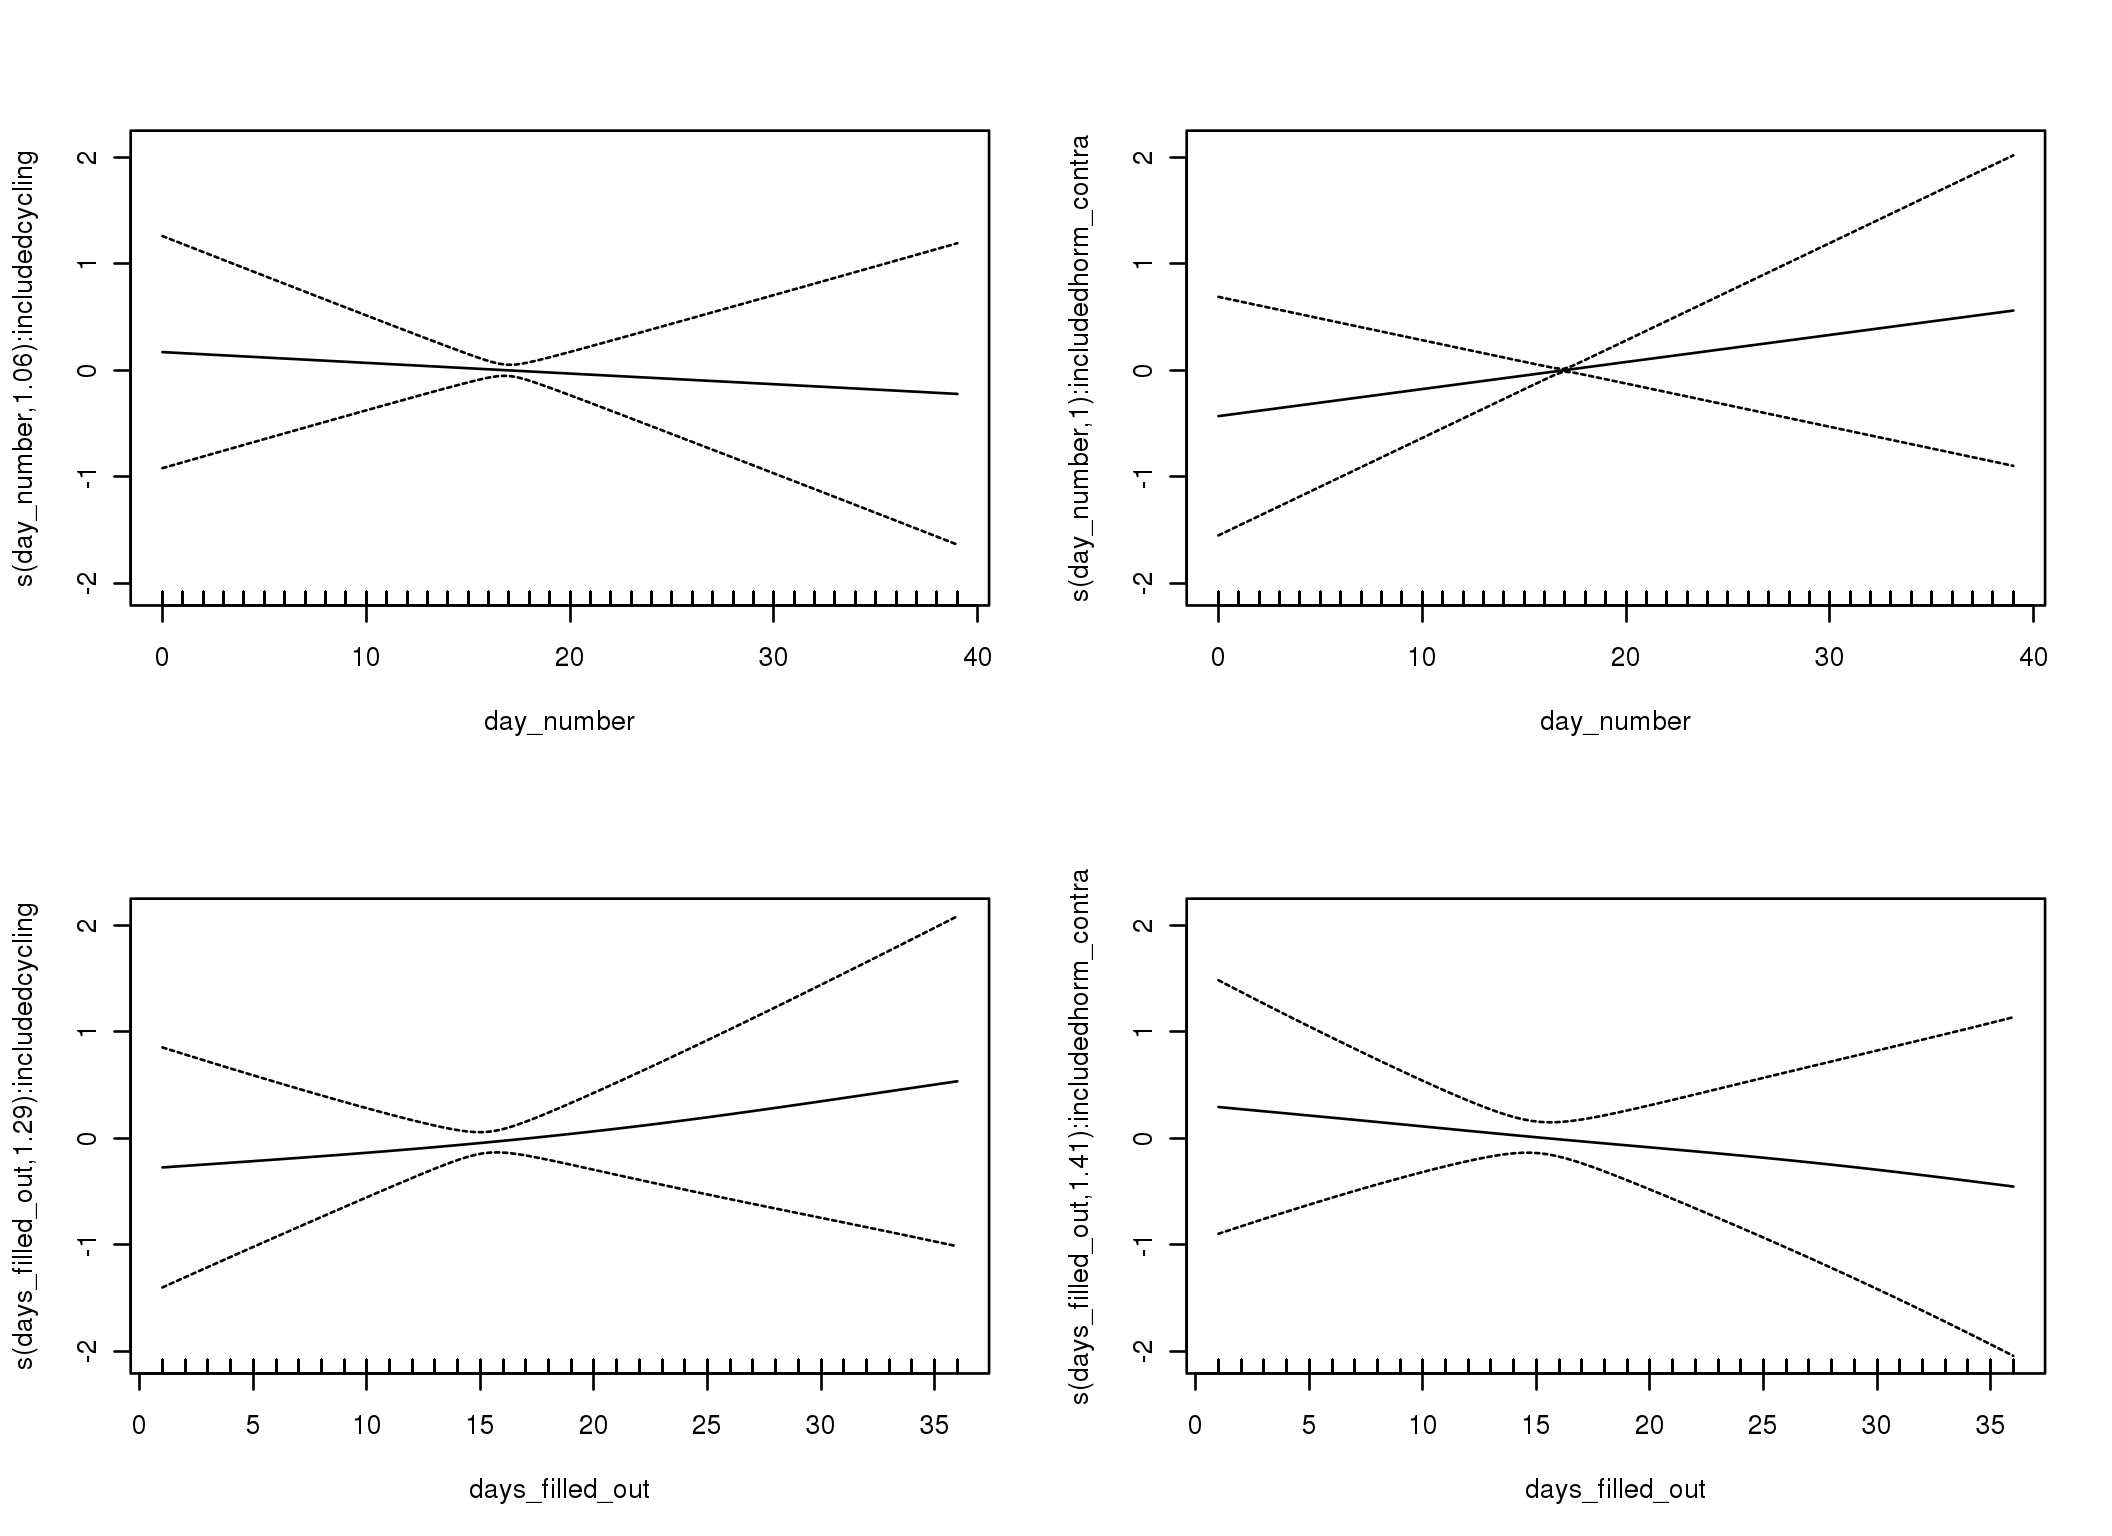 s(day_number,1.06):includedcycling
2
1
0
-1
-2
0 10 20 30 40
day_number
s(day_number,1):includedhorm_contra
2
1
0
-1
-2
0 10 20 30 40
day_number
s(days_filled_out,1.29):includedcycling
2
1
0
-1
-2
0 5 10 15 20 25 30 35
days_filled_out
s(days_filled_out,1.41):includedhorm_contra
2
1
0
-1
-2
0 5 10 15 20 25 30 35
days_filled_out